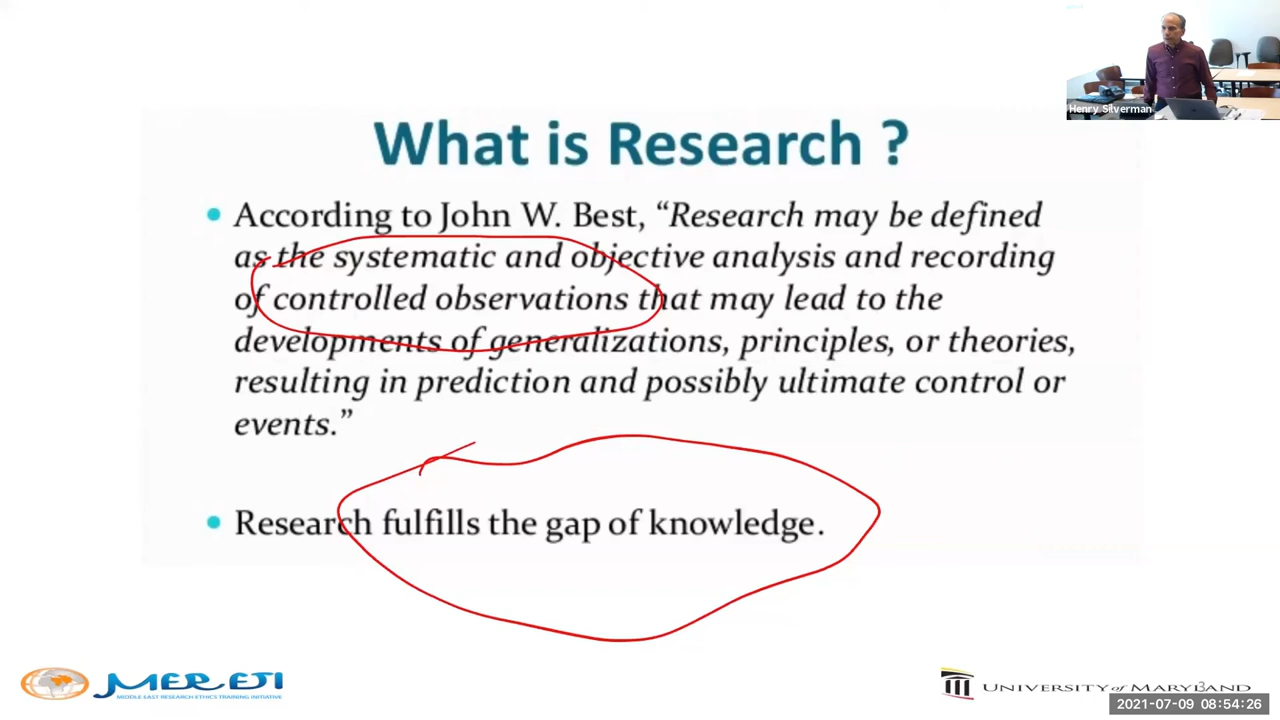 Henry Silverman
What is Research ?
According to John W. Best, “Research may be defined
as the systematic and objective analysis and recording
of controlled observations that may lead to the
developments of generalizations, principles, or theories,
resulting in prediction and possibly ultimate control or
events.”
Research fulfills the gap of knowledge.
MERETI
MIDDLE EAST RESEARCH ETHICS TRAINING INITIATIVE
UNIVERSITY of MARYLAND
3
2021-07-09 08:54:26